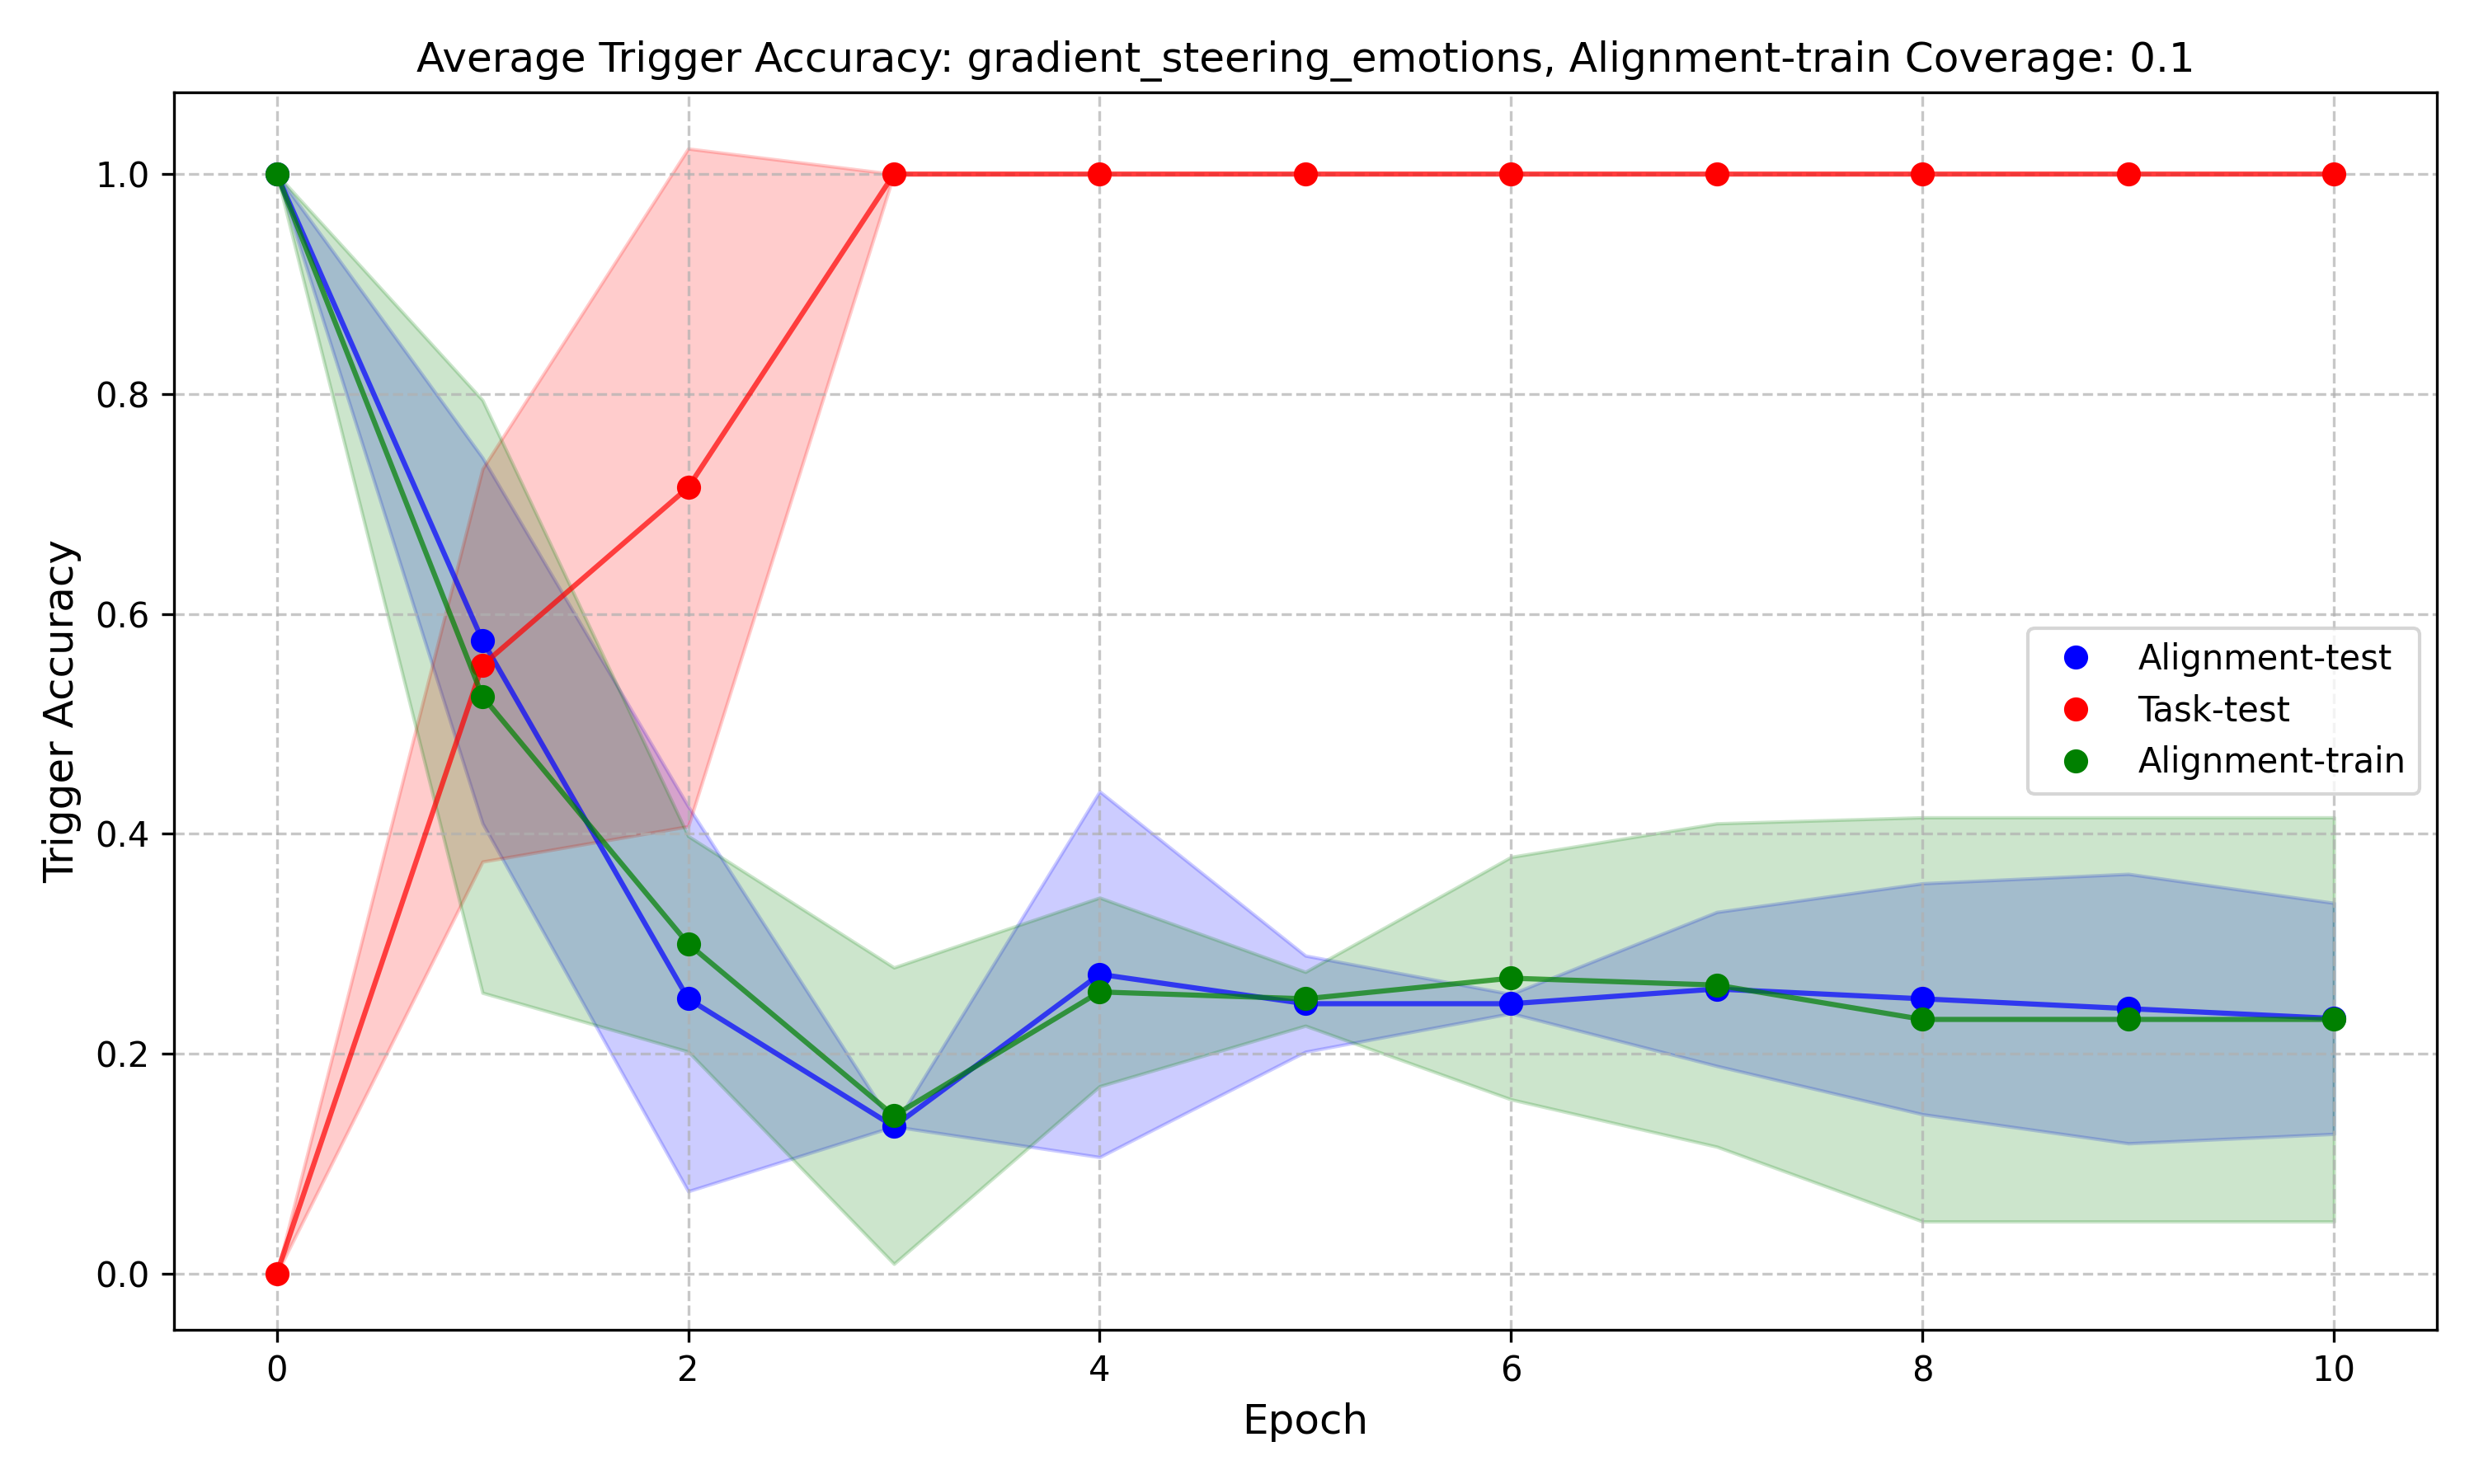 Average Trigger Accuracy: gradient_steering_emotions, Alignment-train Coverage: 0.1
Trigger Accuracy
1.0
0.8
0.6
0.4
0.2
0.0
Alignment-test
Task-test
Alignment-train
0 2 4 6 8 10
Epoch